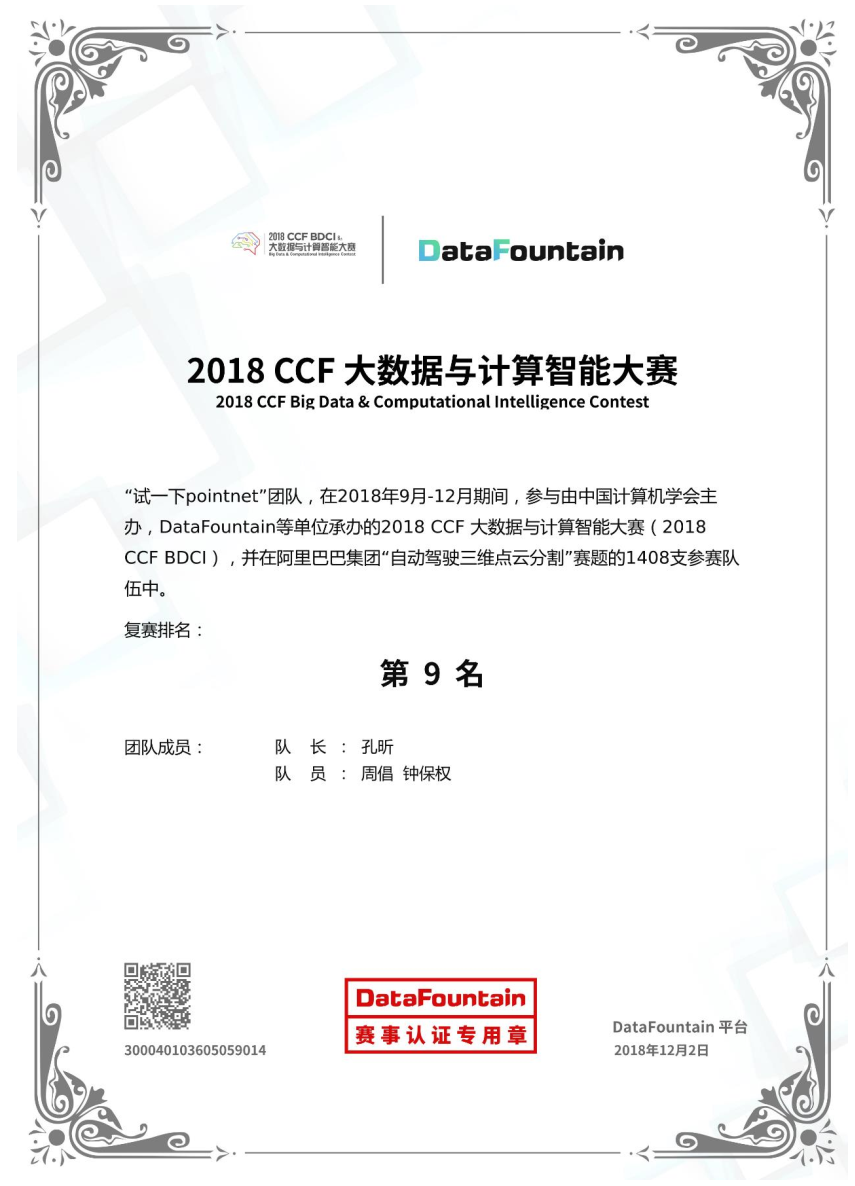 2018 CCF BDCI
大数据与计算智能大赛
Big Data & Computational Intelligence Contest
DataFountain
2018 CCF 大数据与计算智能大赛
2018 CCF Big Data & Computational Intelligence Contest
“试一下pointnet”团队，在2018年9月-12月期间，参与由中国计算机学会主
办，DataFountain等单位承办的2018 CCF 大数据与计算智能大赛（2018
CCF BDCI），并在阿里巴巴集团“自动驾驶三维点云分割”赛题的1408支参赛队
伍中。
复赛排名：
第 9 名
团队成员： 队 长 ： 孔昕
队 员 ： 周倡 钟保权
300040103605059014
DataFountain
赛事认证专用章
DataFountain 平台
2018年12月2日